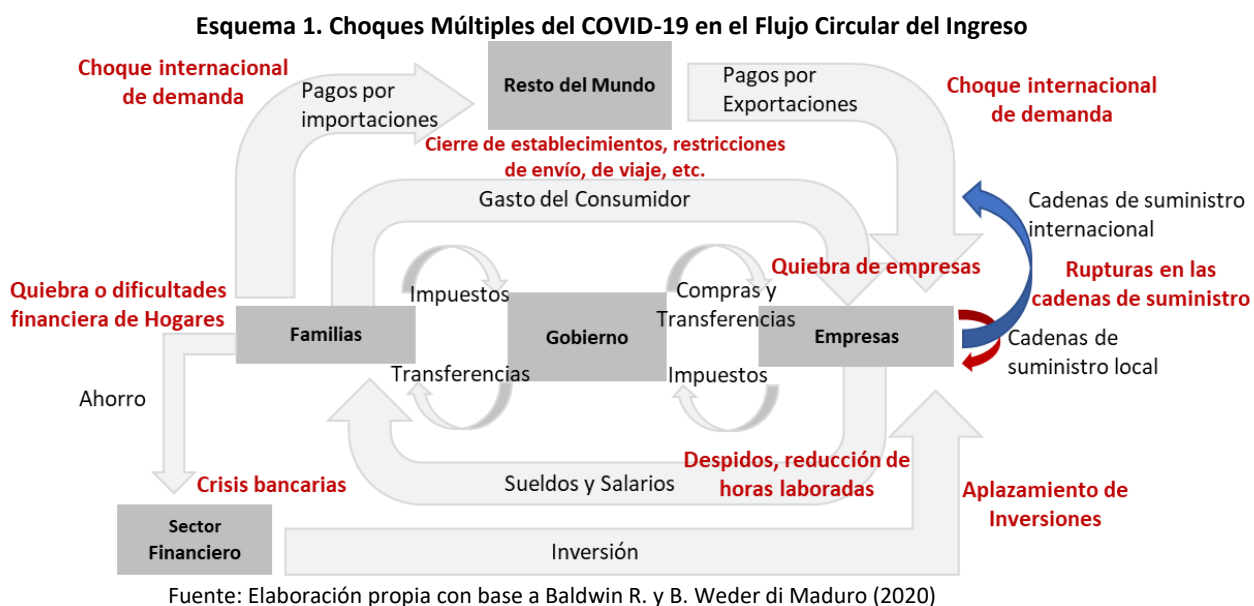 Esquema 1. Choques Múltiples del COVID-19 en el Flujo Circular del Ingreso
Choque internacional
de demanda
Pagos por
importaciones
Resto del Mundo
Pagos por
Exportaciones
Choque internacional
de demanda
Cierre de establecimientos, restricciones
de envío, de viaje, etc.
Gasto del Consumidor
Cadenas de suministro
internacional
Quiebra o dificultades
financiera de Hogares
Impuestos
Compras y
Transferencias
Quiebra de empresas
Rupturas en las
cadenas de suministro
Familias
Gobierno
Empresas
Cadenas de
suministro local
Transferencias
Impuestos
Ahorro
Crisis bancarias
Sueldos y Salarios
Despidos, reducción de
horas laboradas
Aplazamiento de
Inversiones
Sector
Financiero
Inversión
Fuente: Elaboración propia con base a Baldwin R. y B. Weder di Maduro (2020)